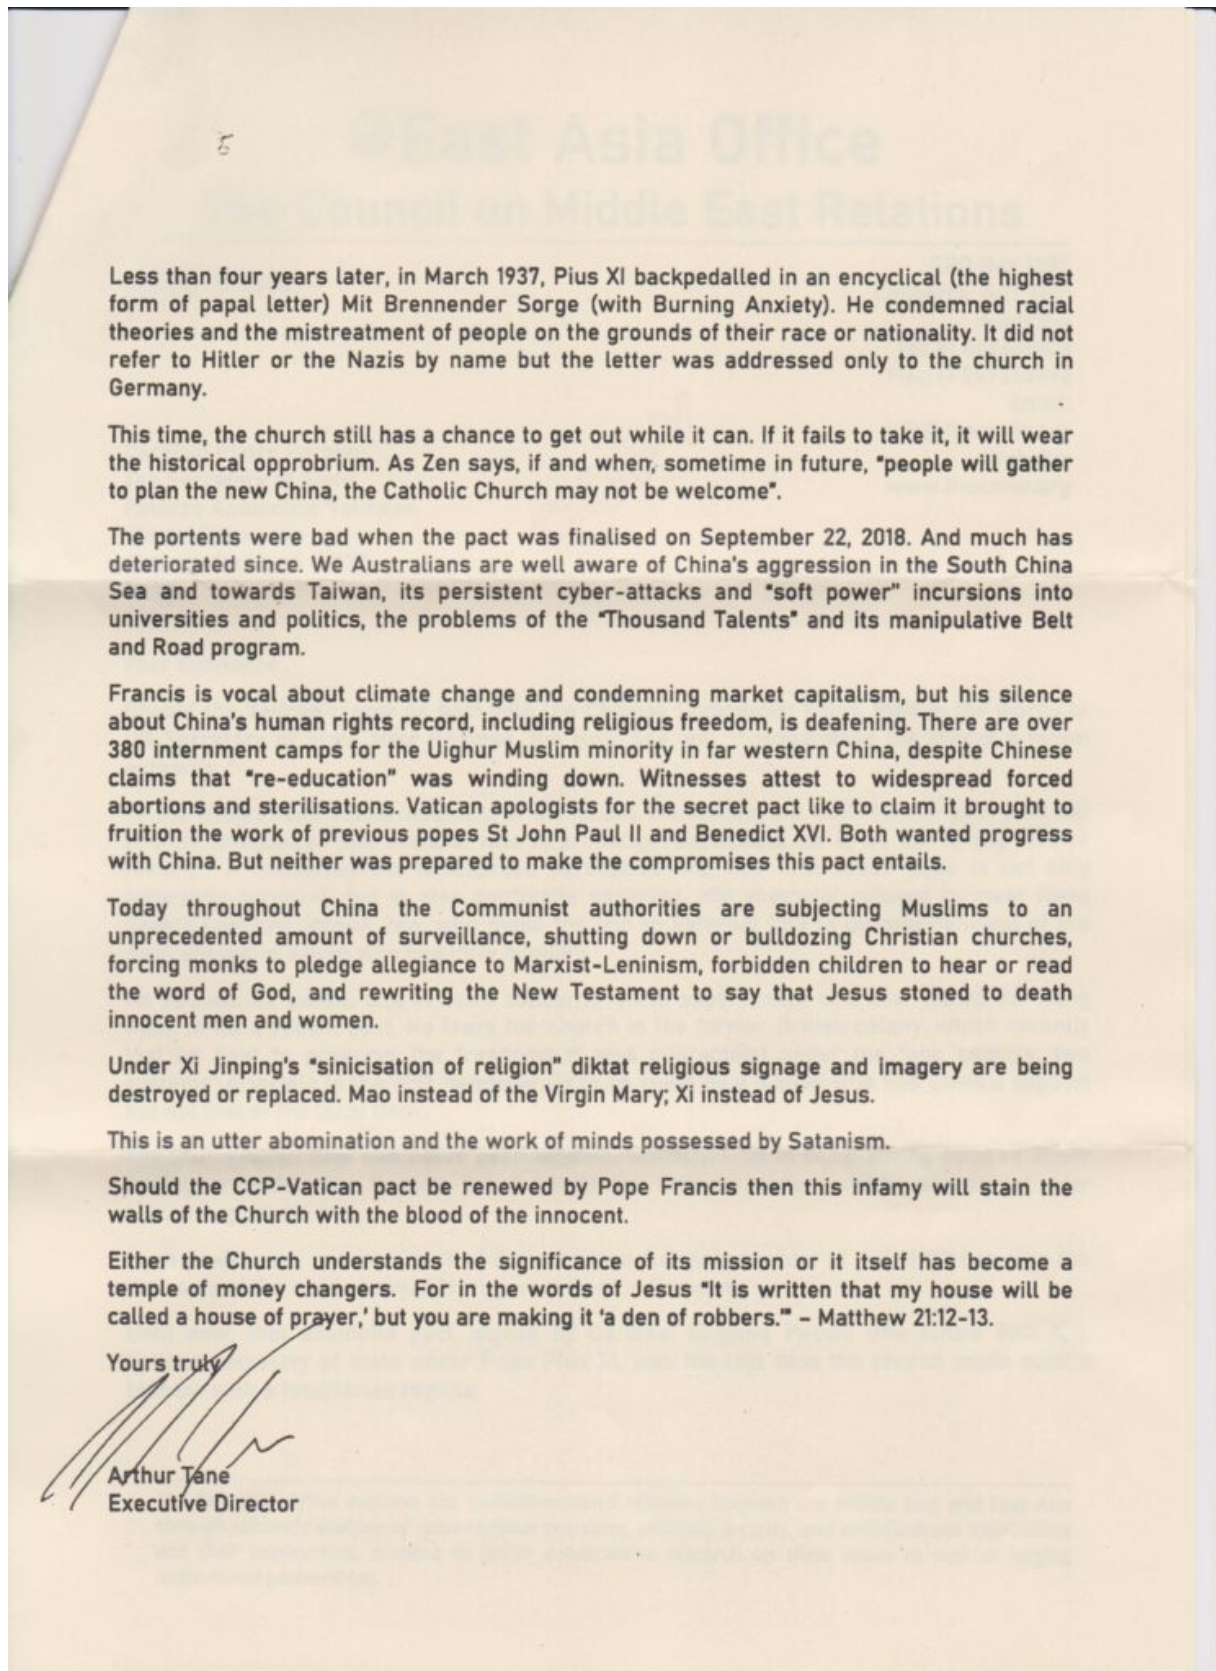 East Asia Office
The Council on Middle East Relations
Less than four years later, in March 1937, Pius XI backpedalled in an encyclical (the highest
form of papal letter) Mit Brennender Sorge (with Burning Anxiety). He condemned racial
theories and the mistreatment of people on the grounds of their race or nationality. It did not
refer to Hitler or the Nazis by name but the letter was addressed only to the church in
Germany.
This time, the church still has a chance to get out while it can. If it fails to take it, it will wear
the historical opprobrium. As Zen says, if and when, sometime in future, "people will gather
to plan the new China, the Catholic Church may not be welcome".
The portents were bad when the pact was finalised on September 22, 2018. And much has
deteriorated since. We Australians are well aware of China's aggression in the South China
Sea and towards Taiwan, its persistent cyber-attacks and "soft power" incursions into
universities and politics, the problems of the "Thousand Talents" and its manipulative Belt
and Road program.
Francis is vocal about climate change and condemning market capitalism, but his silence
about China's human rights record, including religious freedom, is deafening. There are over
380 internment camps for the Uighur Muslim minority in far western China, despite Chinese
claims that "re-education" was winding down. Witnesses attest to widespread forced
abortions and sterilisations. Vatican apologists for the secret pact like to claim it brought to
fruition the work of previous popes St John Paul II and Benedict XVI. Both wanted progress
with China. But neither was prepared to make the compromises this pact entails.
Today throughout China the Communist authorities are subjecting Muslims to an
unprecedented amount of surveillance, shutting down or bulldozing Christian churches,
forcing monks to pledge allegiance to Marxist-Leninism, forbidden children to hear or read
the word of God, and rewriting the New Testament to say that Jesus stoned to death
innocent men and women.
Under Xi Jinping's "sinicisation of religion" diktat religious signage and imagery are being
destroyed or replaced. Mao instead of the Virgin Mary; Xi instead of Jesus.
This is an utter abomination and the work of minds possessed by Satanism.
Should the CCP-Vatican pact be renewed by Pope Francis then this infamy will stain the
walls of the Church with the blood of the innocent.
Either the Church understands the significance of its mission or it itself has become a
temple of money changers. For in the words of Jesus "It is written that my house will be
called a house of prayer,' but you are making it 'a den of robbers.'" – Matthew 21:12-13.
Yours truly
Arthur Tane
Executive Director